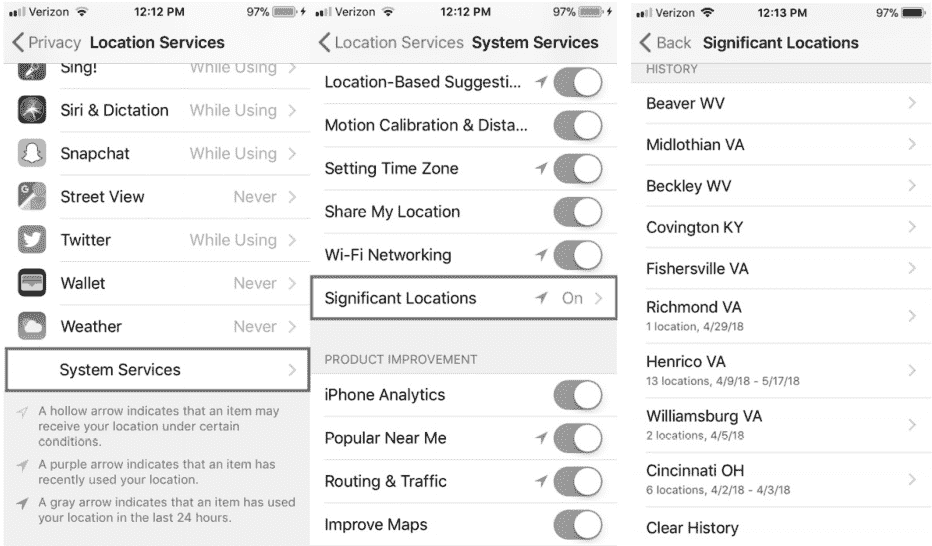 Verizon 12:12 PM 97%
Privacy Location Services
Sing! While Using
Siri & Dictation While Using
Snapchat While Using
Street View Never
Twitter While Using
Wallet Never
Weather Never
System Services
A hollow arrow indicates that an item may
receive your location under certain
conditions.
A purple arrow indicates that an item has
recently used your location.
A gray arrow indicates that an item has used
your location in the last 24 hours.
Verizon 12:12 PM 97%
Location Services System Services
Location-Based Suggesti...
Motion Calibration & Dista...
Setting Time Zone
Share My Location
Wi-Fi Networking
Significant Locations On
PRODUCT IMPROVEMENT
iPhone Analytics
Popular Near Me
Routing & Traffic
Improve Maps
Verizon 12:13 PM 97%
Back Significant Locations
HISTORY
Beaver WV
Midlothian VA
Beckley WV
Covington KY
Fishersville VA
Richmond VA
1 location, 4/29/18
Henrico VA
13 locations, 4/9/18 - 5/17/18
Williamsburg VA
2 locations, 4/5/18
Cincinnati OH
6 locations, 4/2/18 - 4/3/18
Clear History